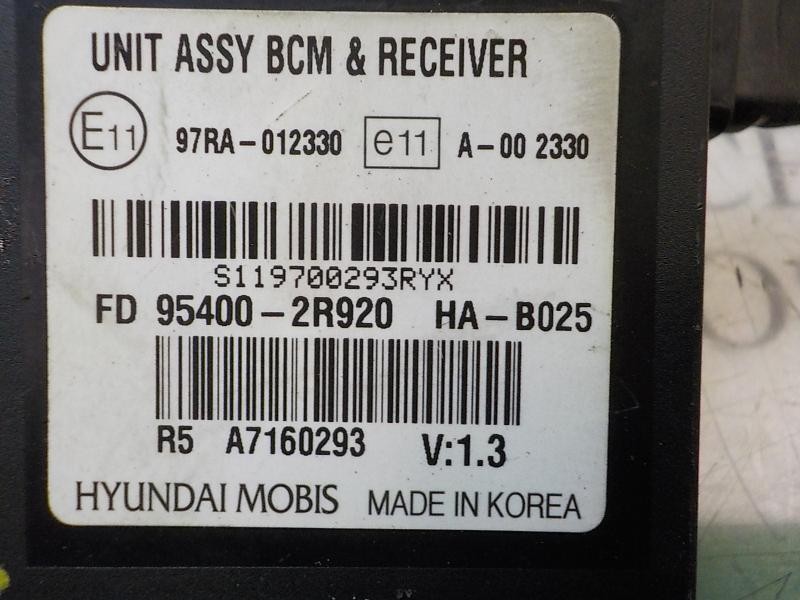 UNIT ASSY BCM & RECEIVER
E11 97RA-012330 e11 A-00 2330
S119700293RYX
FD 95400-2R920 HA-B025
R5 A7160293 V:1.3
HYUNDAI MOBIS MADE IN KOREA